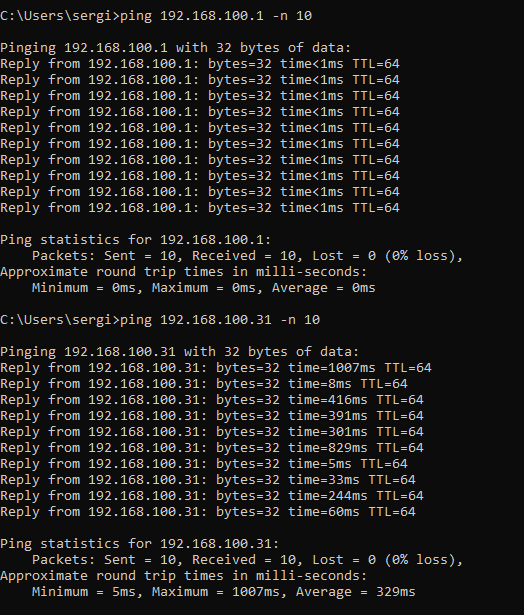 C:\Users\sergi>ping 192.168.100.1 -n 10
Pinging 192.168.100.1 with 32 bytes of data:
Reply from 192.168.100.1: bytes=32 time<1ms TTL=64
Reply from 192.168.100.1: bytes=32 time<1ms TTL=64
Reply from 192.168.100.1: bytes=32 time<1ms TTL=64
Reply from 192.168.100.1: bytes=32 time<1ms TTL=64
Reply from 192.168.100.1: bytes=32 time<1ms TTL=64
Reply from 192.168.100.1: bytes=32 time<1ms TTL=64
Reply from 192.168.100.1: bytes=32 time<1ms TTL=64
Reply from 192.168.100.1: bytes=32 time<1ms TTL=64
Reply from 192.168.100.1: bytes=32 time<1ms TTL=64
Reply from 192.168.100.1: bytes=32 time<1ms TTL=64
Ping statistics for 192.168.100.1:
    Packets: Sent = 10, Received = 10, Lost = 0 (0% loss),
Approximate round trip times in milli-seconds:
    Minimum = 0ms, Maximum = 0ms, Average = 0ms
C:\Users\sergi>ping 192.168.100.31 -n 10
Pinging 192.168.100.31 with 32 bytes of data:
Reply from 192.168.100.31: bytes=32 time=1007ms TTL=64
Reply from 192.168.100.31: bytes=32 time=8ms TTL=64
Reply from 192.168.100.31: bytes=32 time=416ms TTL=64
Reply from 192.168.100.31: bytes=32 time=391ms TTL=64
Reply from 192.168.100.31: bytes=32 time=301ms TTL=64
Reply from 192.168.100.31: bytes=32 time=829ms TTL=64
Reply from 192.168.100.31: bytes=32 time=5ms TTL=64
Reply from 192.168.100.31: bytes=32 time=33ms TTL=64
Reply from 192.168.100.31: bytes=32 time=244ms TTL=64
Reply from 192.168.100.31: bytes=32 time=60ms TTL=64
Ping statistics for 192.168.100.31:
    Packets: Sent = 10, Received = 10, Lost = 0 (0% loss),
Approximate round trip times in milli-seconds:
    Minimum = 5ms, Maximum = 1007ms, Average = 329ms